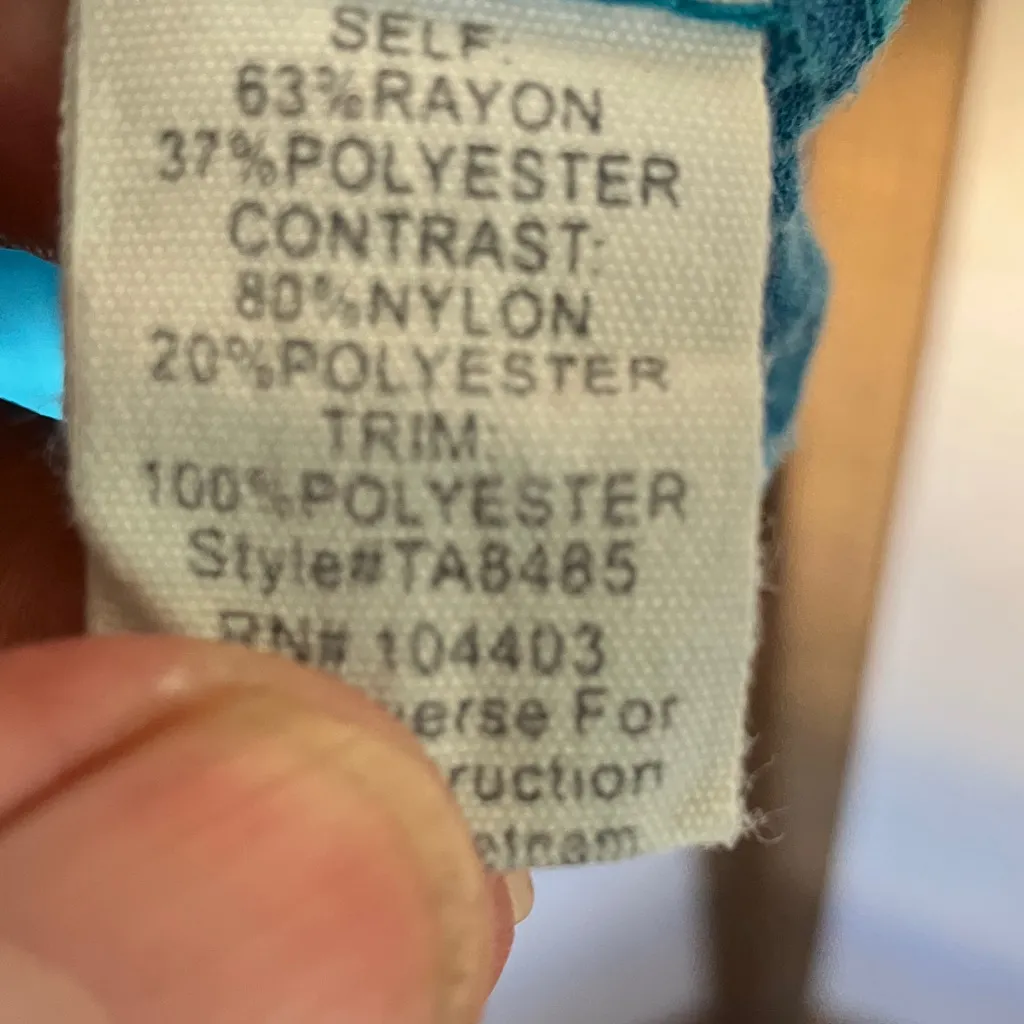 SELF:
63%RAYON
37%POLYESTER
CONTRAST:
80%NYLON
20%POLYESTER
TRIM:
100%POLYESTER
Style#TA8485
RN# 104403
erse For
ruction
etnam